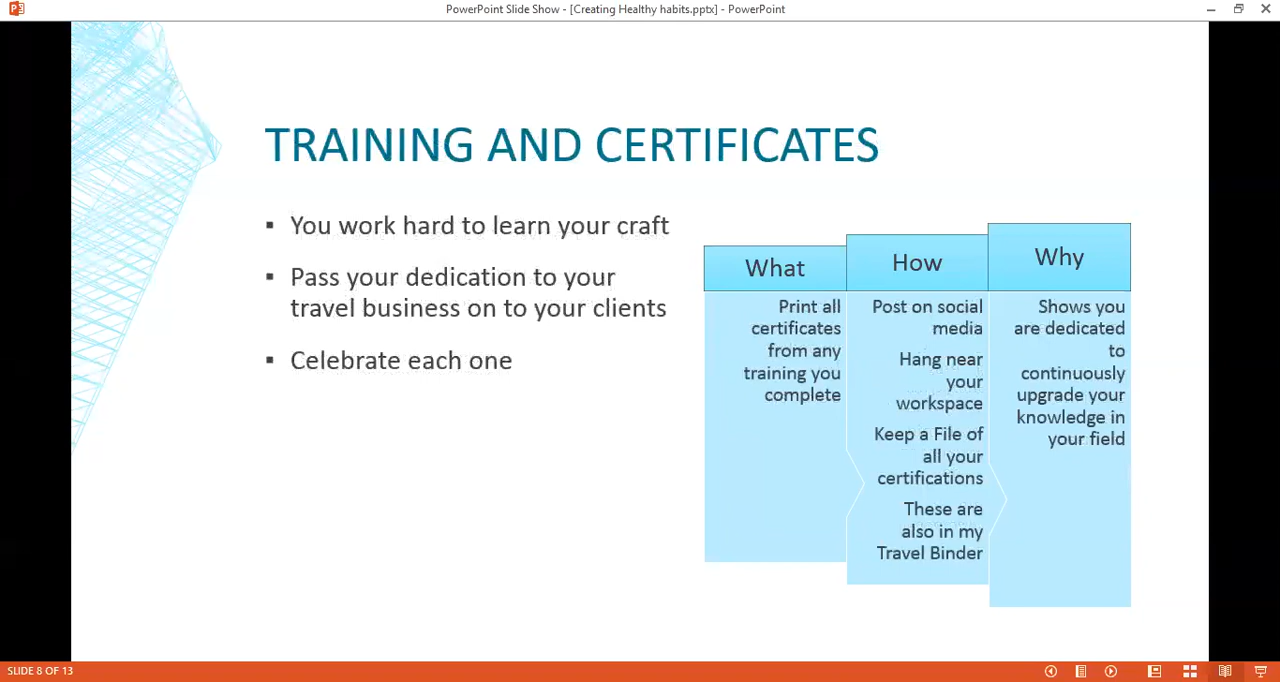 PowerPoint Slide Show - [Creating Healthy habits.pptx] - PowerPoint
TRAINING AND CERTIFICATES
▪ You work hard to learn your craft
▪ Pass your dedication to your
travel business on to your clients
▪ Celebrate each one
What
Print all
certificates
from any
training you
complete
How
Post on social
media
Hang near
your
workspace
Keep a File of
all your
certifications
These are
also in my
Travel Binder
Why
Shows you
are dedicated
to
continuously
upgrade your
knowledge in
your field
SLIDE 8 OF 13